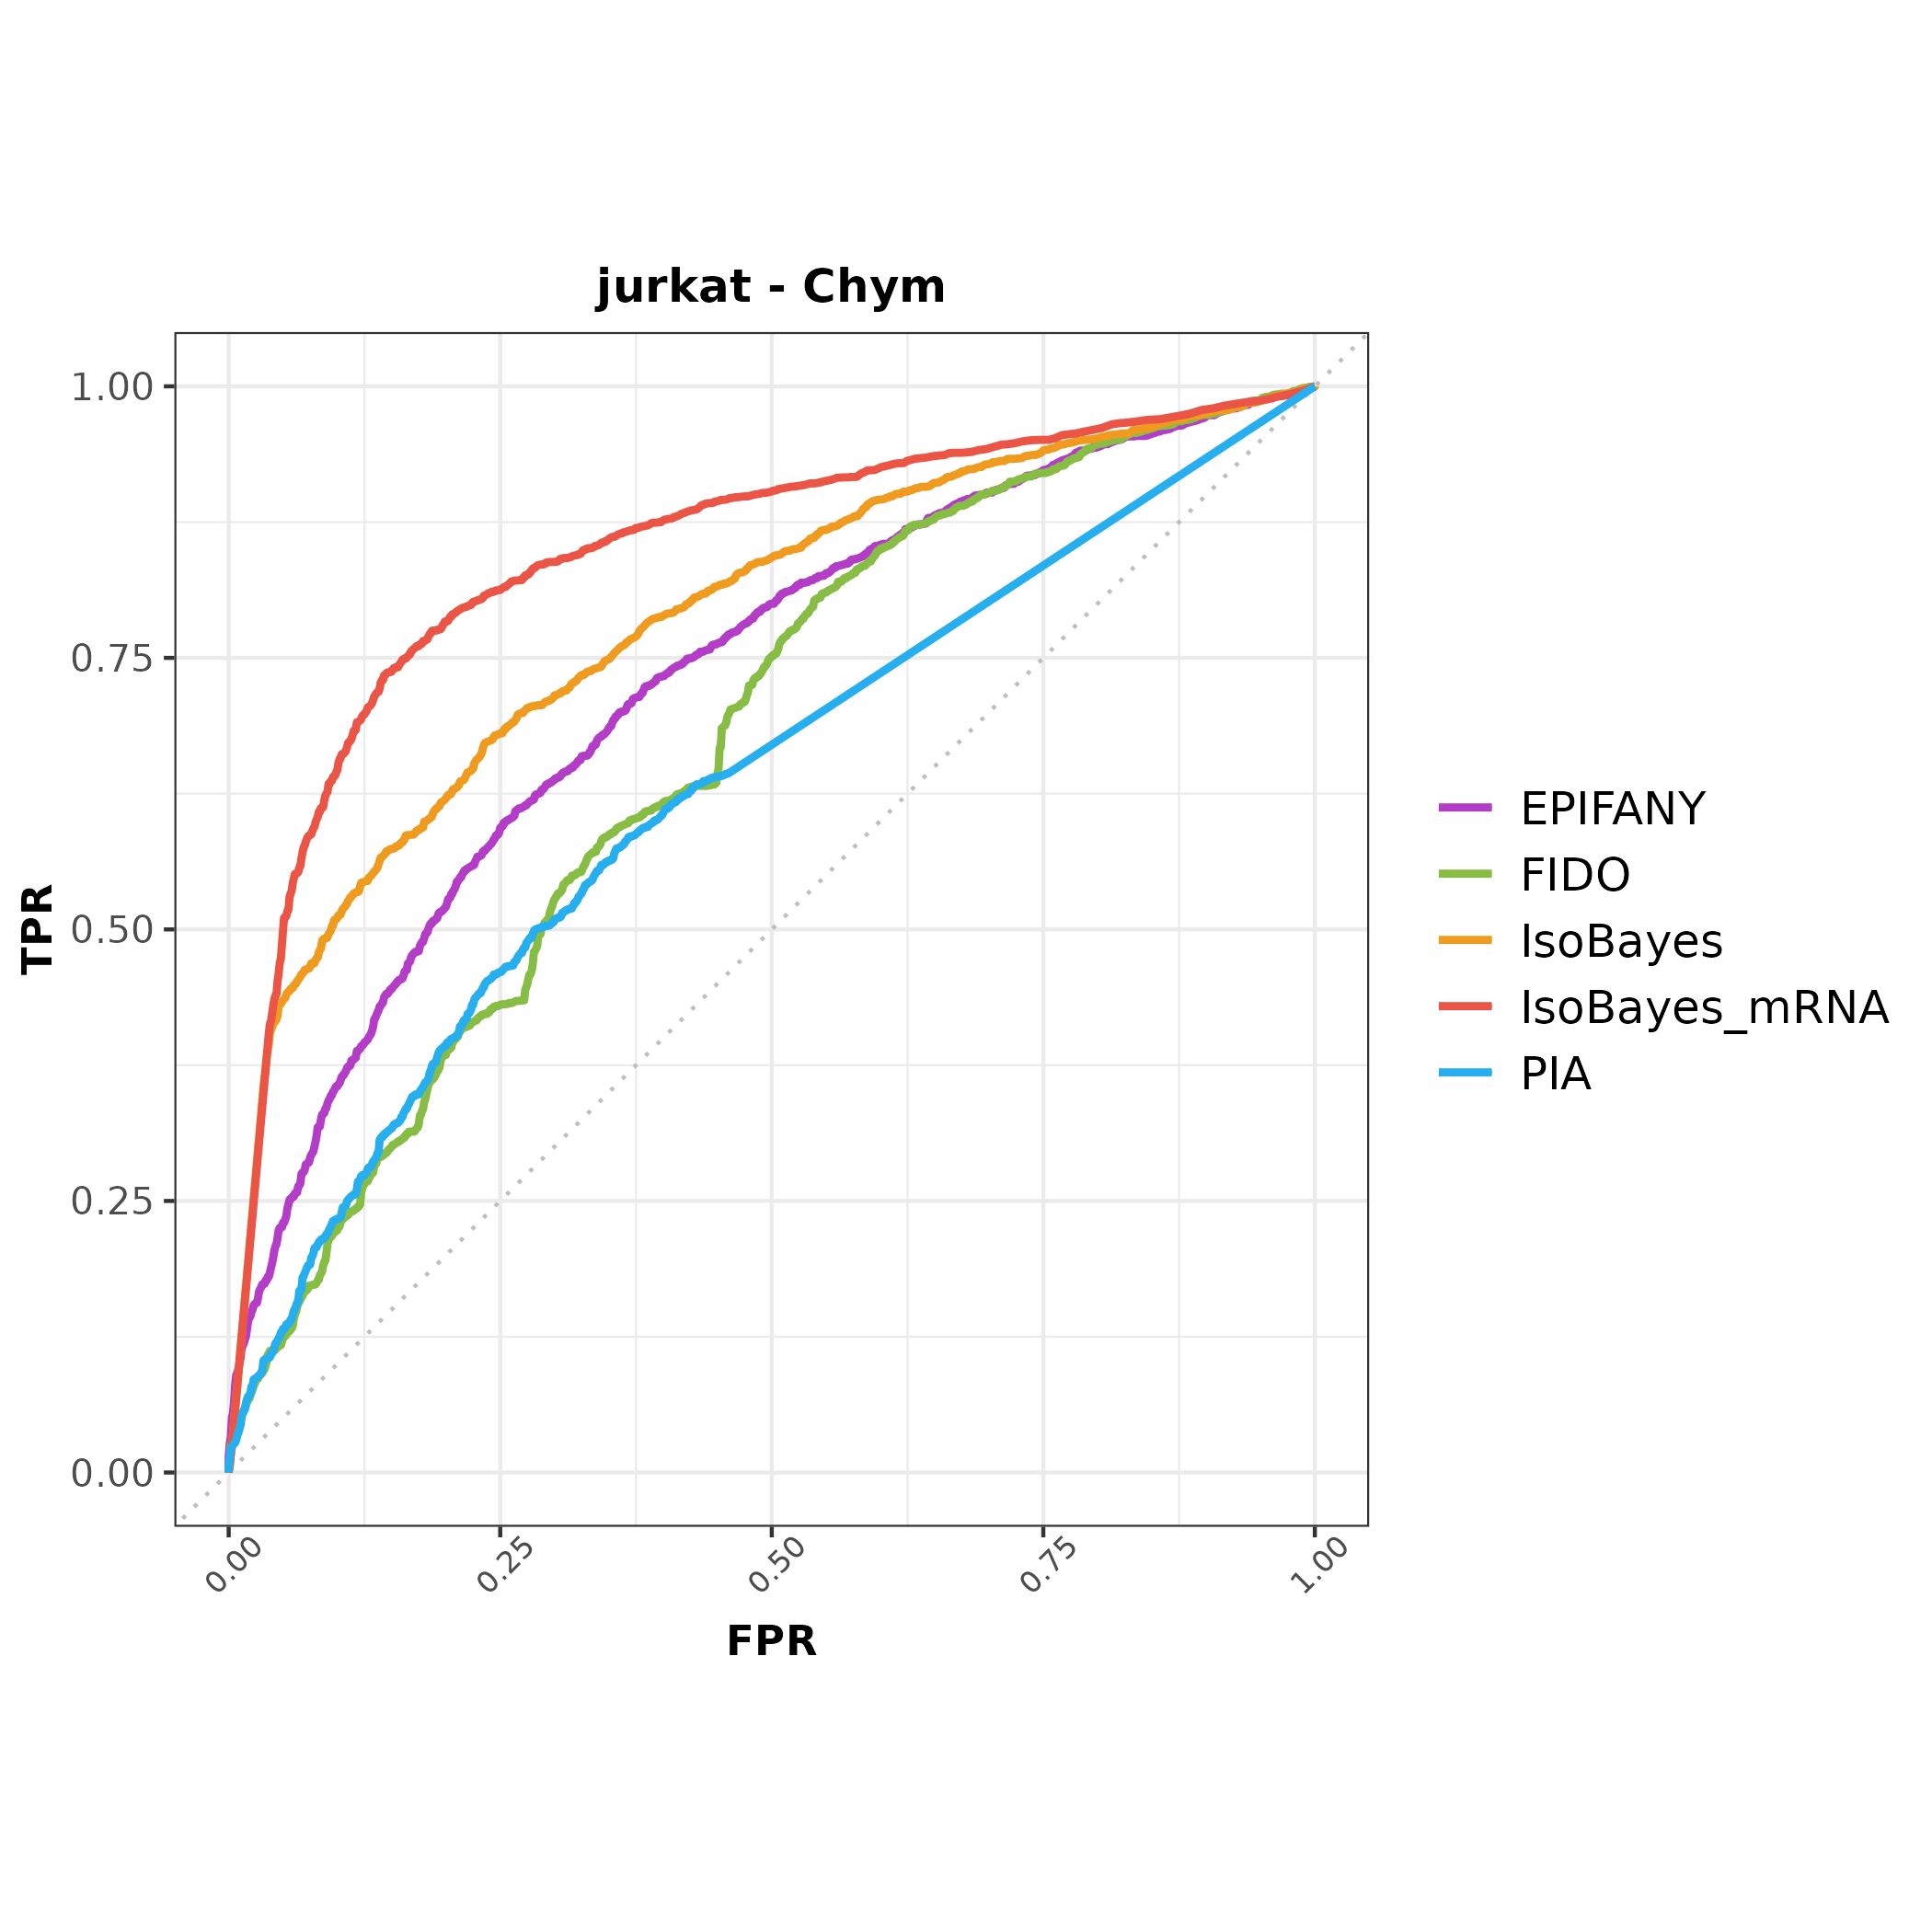 jurkat - Chym
1.00
0.75
0.50
0.25
0.00
TPR
0.00
0.25
0.50
0.75
1.00
FPR
EPIFANY
FIDO
IsoBayes
IsoBayes_mRNA
PIA